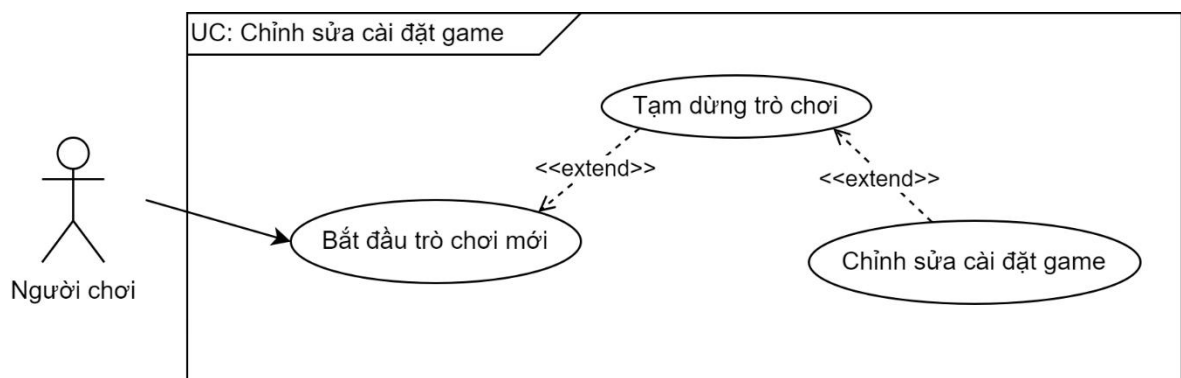 UC: Chỉnh sửa cài đặt game
Tạm dừng trò chơi
<<extend>>
<<extend>>
Bắt đầu trò chơi mới
Chỉnh sửa cài đặt game
Người chơi